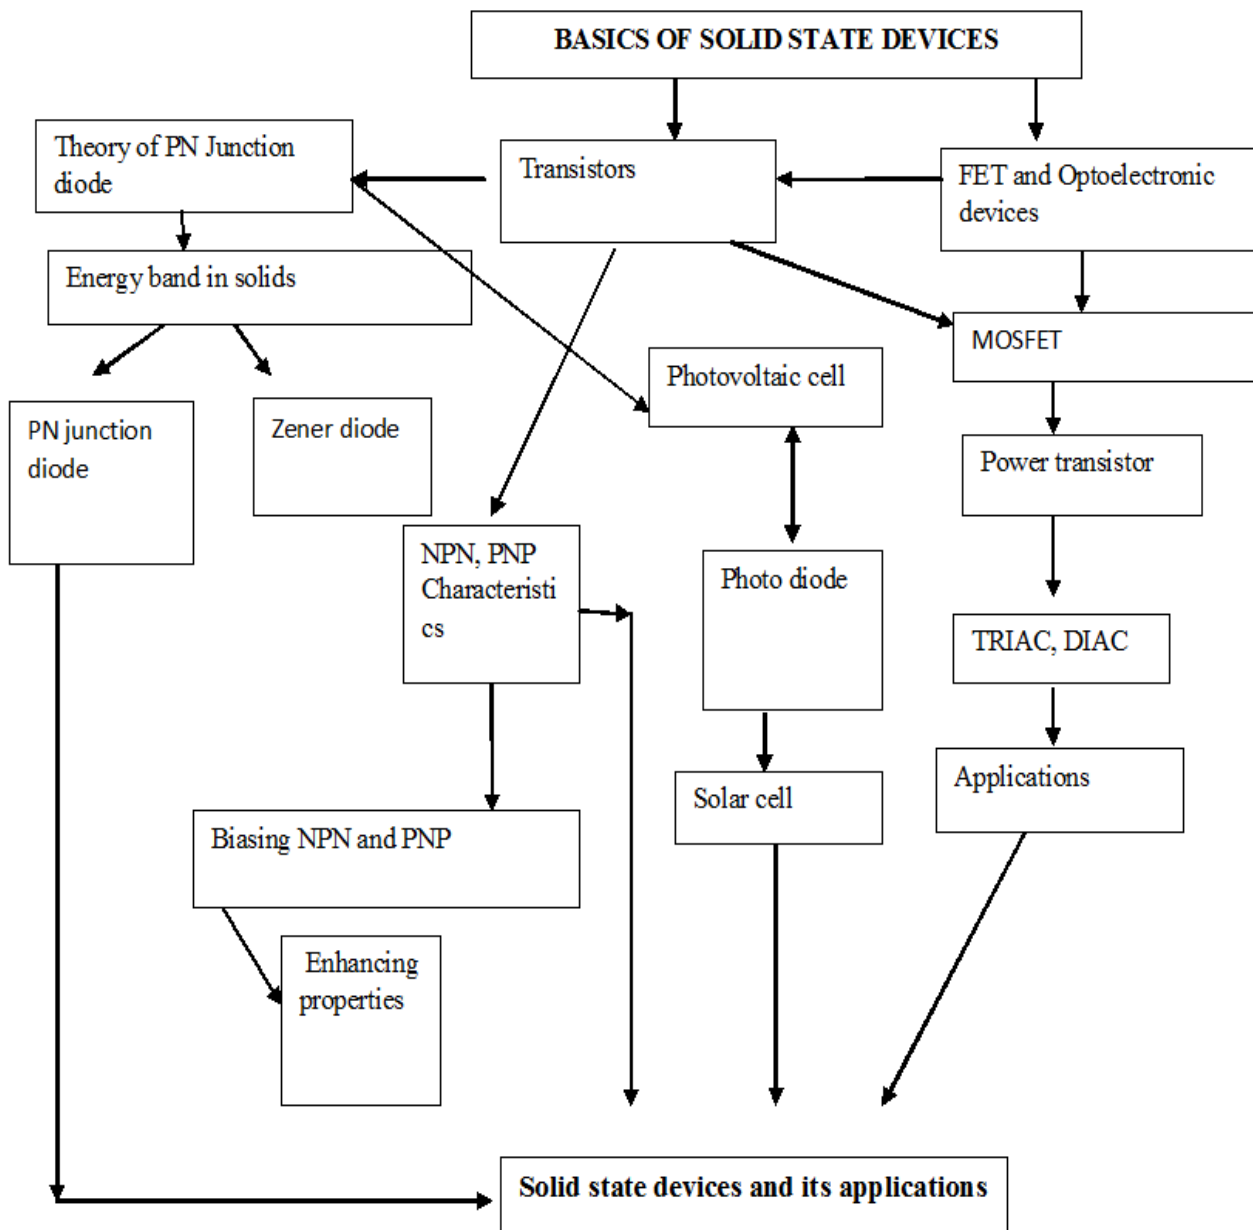 BASICS OF SOLID STATE DEVICES
Theory of PN Junction
diode
Transistors
FET and Optoelectronic
devices
Energy band in solids
MOSFET
Photovoltaic cell
PN junction
diode
Zener diode
Power transistor
NPN, PNP
Characteristi
cs
Photo diode
TRIAC, DIAC
Solar cell
Applications
Biasing NPN and PNP
Enhancing
properties
Solid state devices and its applications